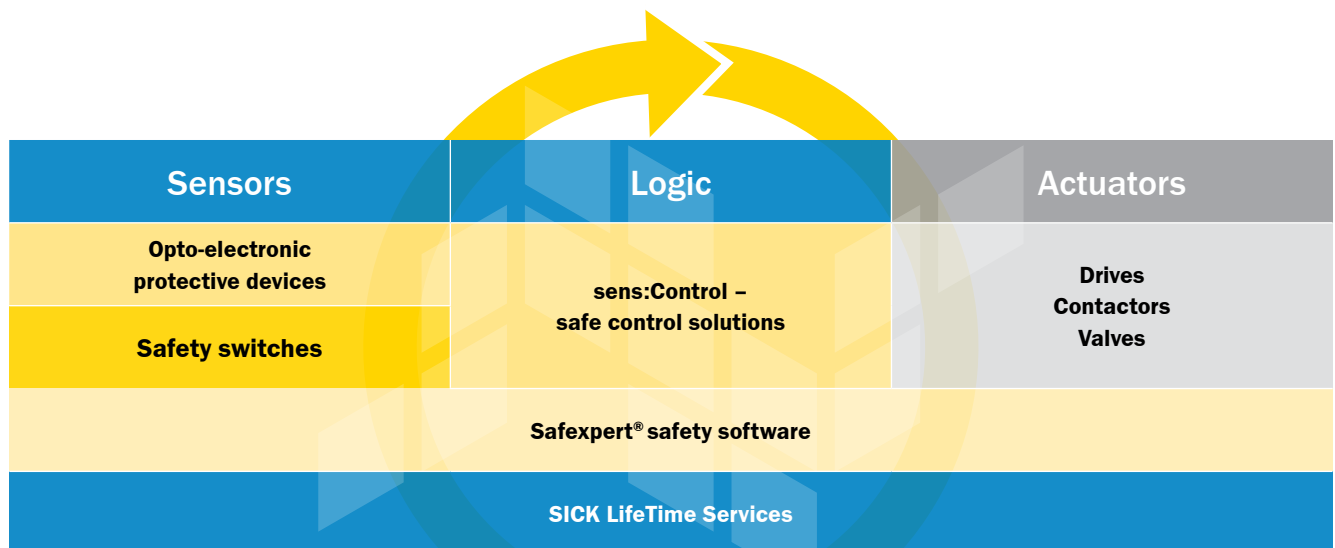 Sensors
Logic
Actuators
Opto-electronic
protective devices
Safety switches
sens:Control –
safe control solutions
Drives
Contactors
Valves
Safexpert® safety software
SICK LifeTime Services